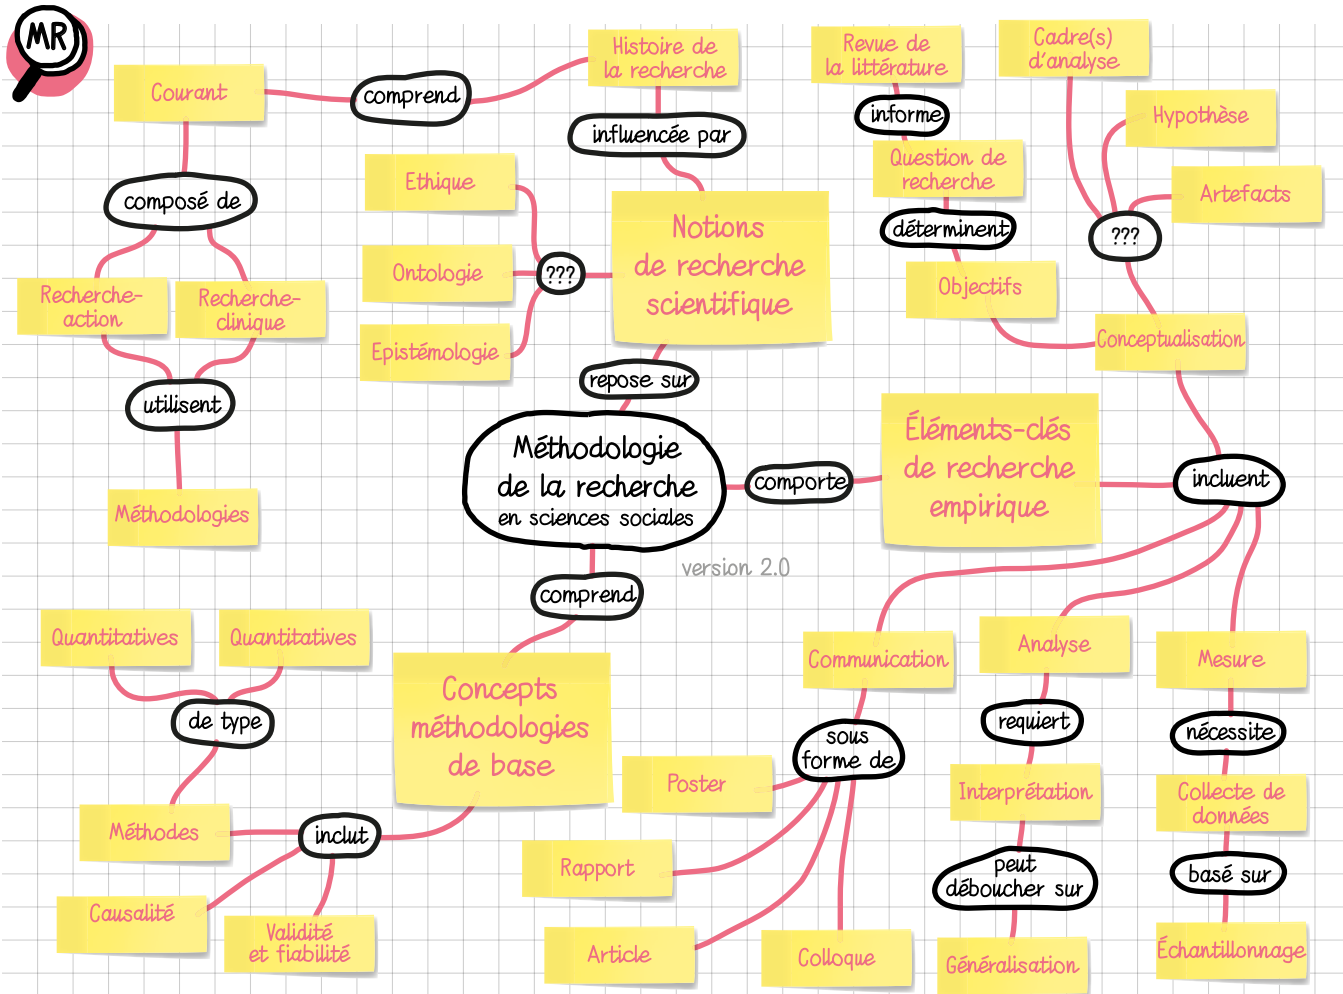 MR
Courant
comprend
Histoire de
la recherche
Revue de
la littérature
Cadre(s)
d'analyse
informe
Hypothèse
influencée par
composé de
Ethique
Question de
recherche
Artefacts
déterminent
???
Notions
de recherche
scientifique
Ontologie
???
Objectifs
Recherche-
action
Recherche-
clinique
Epistémologie
Conceptualisation
repose sur
utilisent
Méthodologie
de la recherche
en sciences sociales
comporte
Éléments-clés
de recherche
empirique
incluent
Méthodologies
version 2.0
comprend
Quantitatives
Quantitatives
Communication
Analyse
Mesure
Concepts
méthodologies
de base
de type
sous
forme de
requiert
nécessite
Poster
Interprétation
Collecte de
données
Méthodes
inclut
Rapport
peut
déboucher sur
basé sur
Causalité
Validité
et fiabilité
Article
Colloque
Généralisation
Échantillonnage